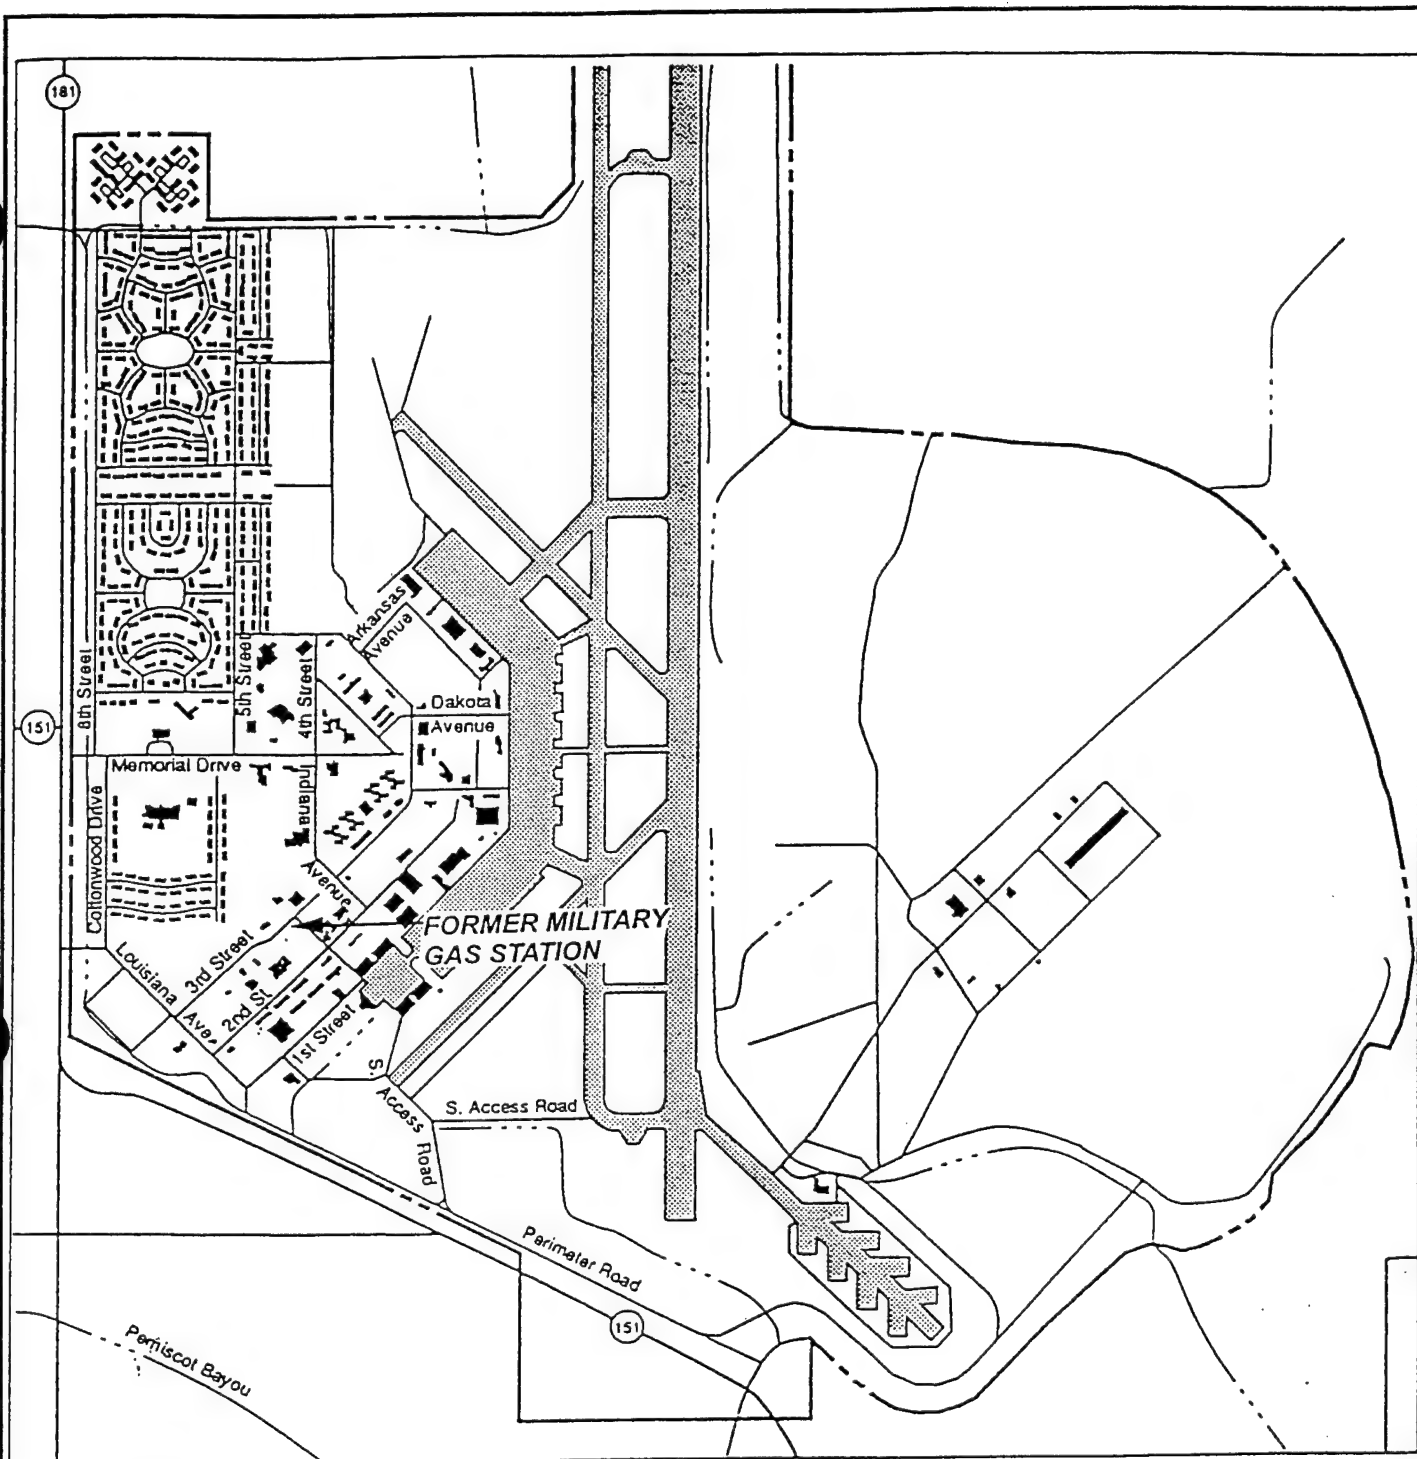 181
Arkansas
Avenue
8th Street
5th Street
4th Street
Dakota
Avenue
151
Memorial Drive
Indiana
Avenue
Cottonwood Drive
FORMER MILITARY
GAS STATION
3rd Street
Louisiana
Ave.
2nd St.
1st Street
S.
Access
Road
S. Access Road
Perimeter Road
151
Pemiscot Bayou